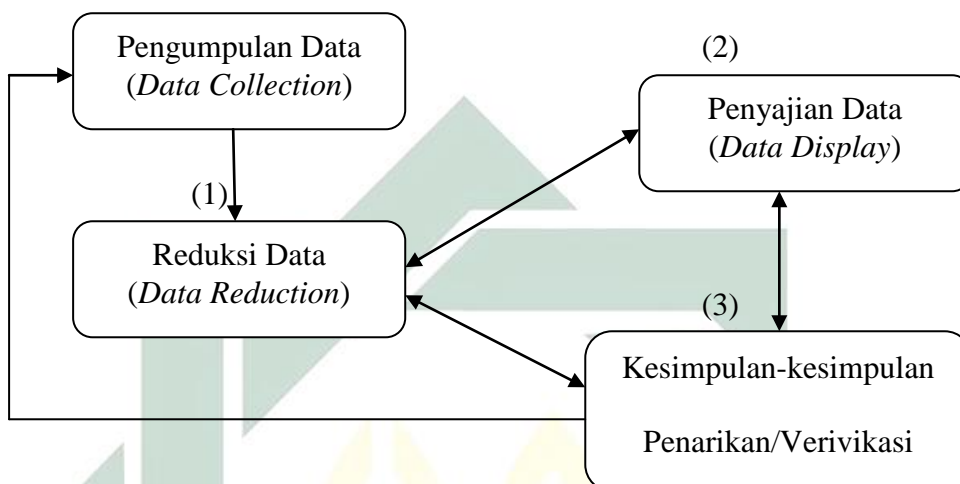 Pengumpulan Data
(Data Collection)
(1)
Reduksi Data
(Data Reduction)
(2)
Penyajian Data
(Data Display)
(3)
Kesimpulan-kesimpulan
Penarikan/Verivikasi